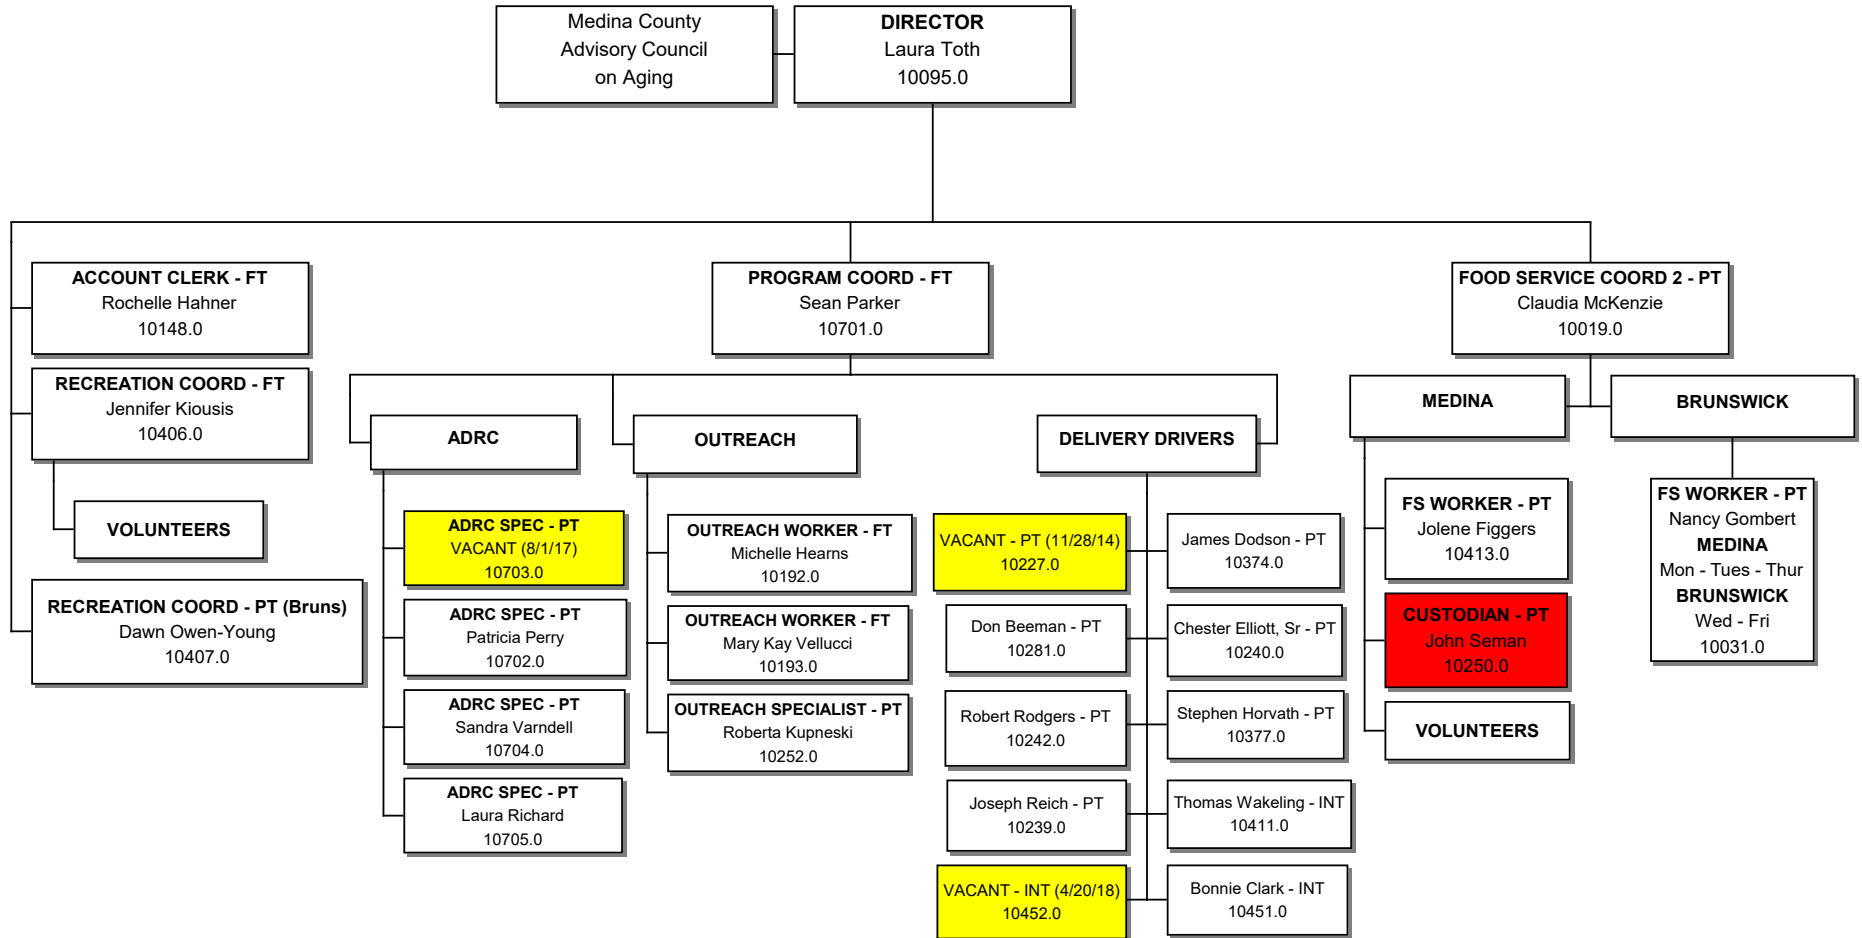 Medina County
Advisory Council
on Aging
DIRECTOR
Laura Toth
10095.0
ACCOUNT CLERK - FT
Rochelle Hahner
10148.0
RECREATION COORD - FT
Jennifer Kiousis
10406.0
VOLUNTEERS
RECREATION COORD - PT (Bruns)
Dawn Owen-Young
10407.0
PROGRAM COORD - FT
Sean Parker
10701.0
ADRC
ADRC SPEC - PT
VACANT (8/1/17)
10703.0
ADRC SPEC - PT
Patricia Perry
10702.0
ADRC SPEC - PT
Sandra Varndell
10704.0
ADRC SPEC - PT
Laura Richard
10705.0
OUTREACH
OUTREACH WORKER - FT
Michelle Hearns
10192.0
OUTREACH WORKER - FT
Mary Kay Vellucci
10193.0
OUTREACH SPECIALIST - PT
Roberta Kupneski
10252.0
DELIVERY DRIVERS
VACANT - PT (11/28/14)
10227.0
James Dodson - PT
10374.0
Don Beeman - PT
10281.0
Chester Elliott, Sr - PT
10240.0
Robert Rodgers - PT
10242.0
Stephen Horvath - PT
10377.0
Joseph Reich - PT
10239.0
Thomas Wakeling - INT
10411.0
VACANT - INT (4/20/18)
10452.0
Bonnie Clark - INT
10451.0
FOOD SERVICE COORD 2 - PT
Claudia McKenzie
10019.0
MEDINA
FS WORKER - PT
Jolene Figgers
10413.0
CUSTODIAN - PT
John Seman
10250.0
VOLUNTEERS
BRUNSWICK
FS WORKER - PT
Nancy Gombert
MEDINA
Mon - Tues - Thur
BRUNSWICK
Wed - Fri
10031.0